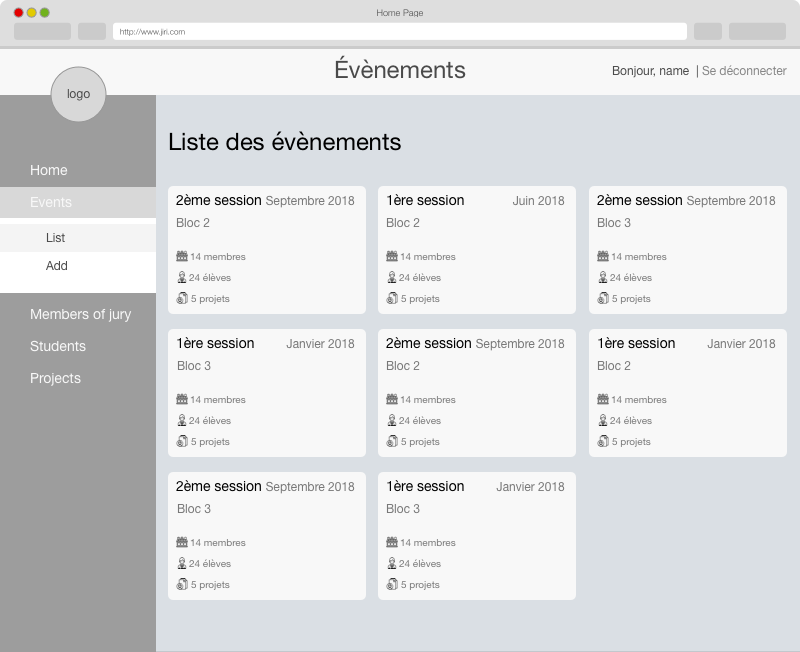 Home Page
http://www.jiri.com
logo
Évènements
Bonjour, name | Se déconnecter
Home
Events
List
Add
Members of jury
Students
Projects
Liste des évènements
2ème session Septembre 2018
Bloc 2
14 membres
24 élèves
5 projets
1ère session Juin 2018
Bloc 2
14 membres
24 élèves
5 projets
2ème session Septembre 2018
Bloc 3
14 membres
24 élèves
5 projets
1ère session Janvier 2018
Bloc 3
14 membres
24 élèves
5 projets
2ème session Septembre 2018
Bloc 2
14 membres
24 élèves
5 projets
1ère session Janvier 2018
Bloc 2
14 membres
24 élèves
5 projets
2ème session Septembre 2018
Bloc 3
14 membres
24 élèves
5 projets
1ère session Janvier 2018
Bloc 3
14 membres
24 élèves
5 projets